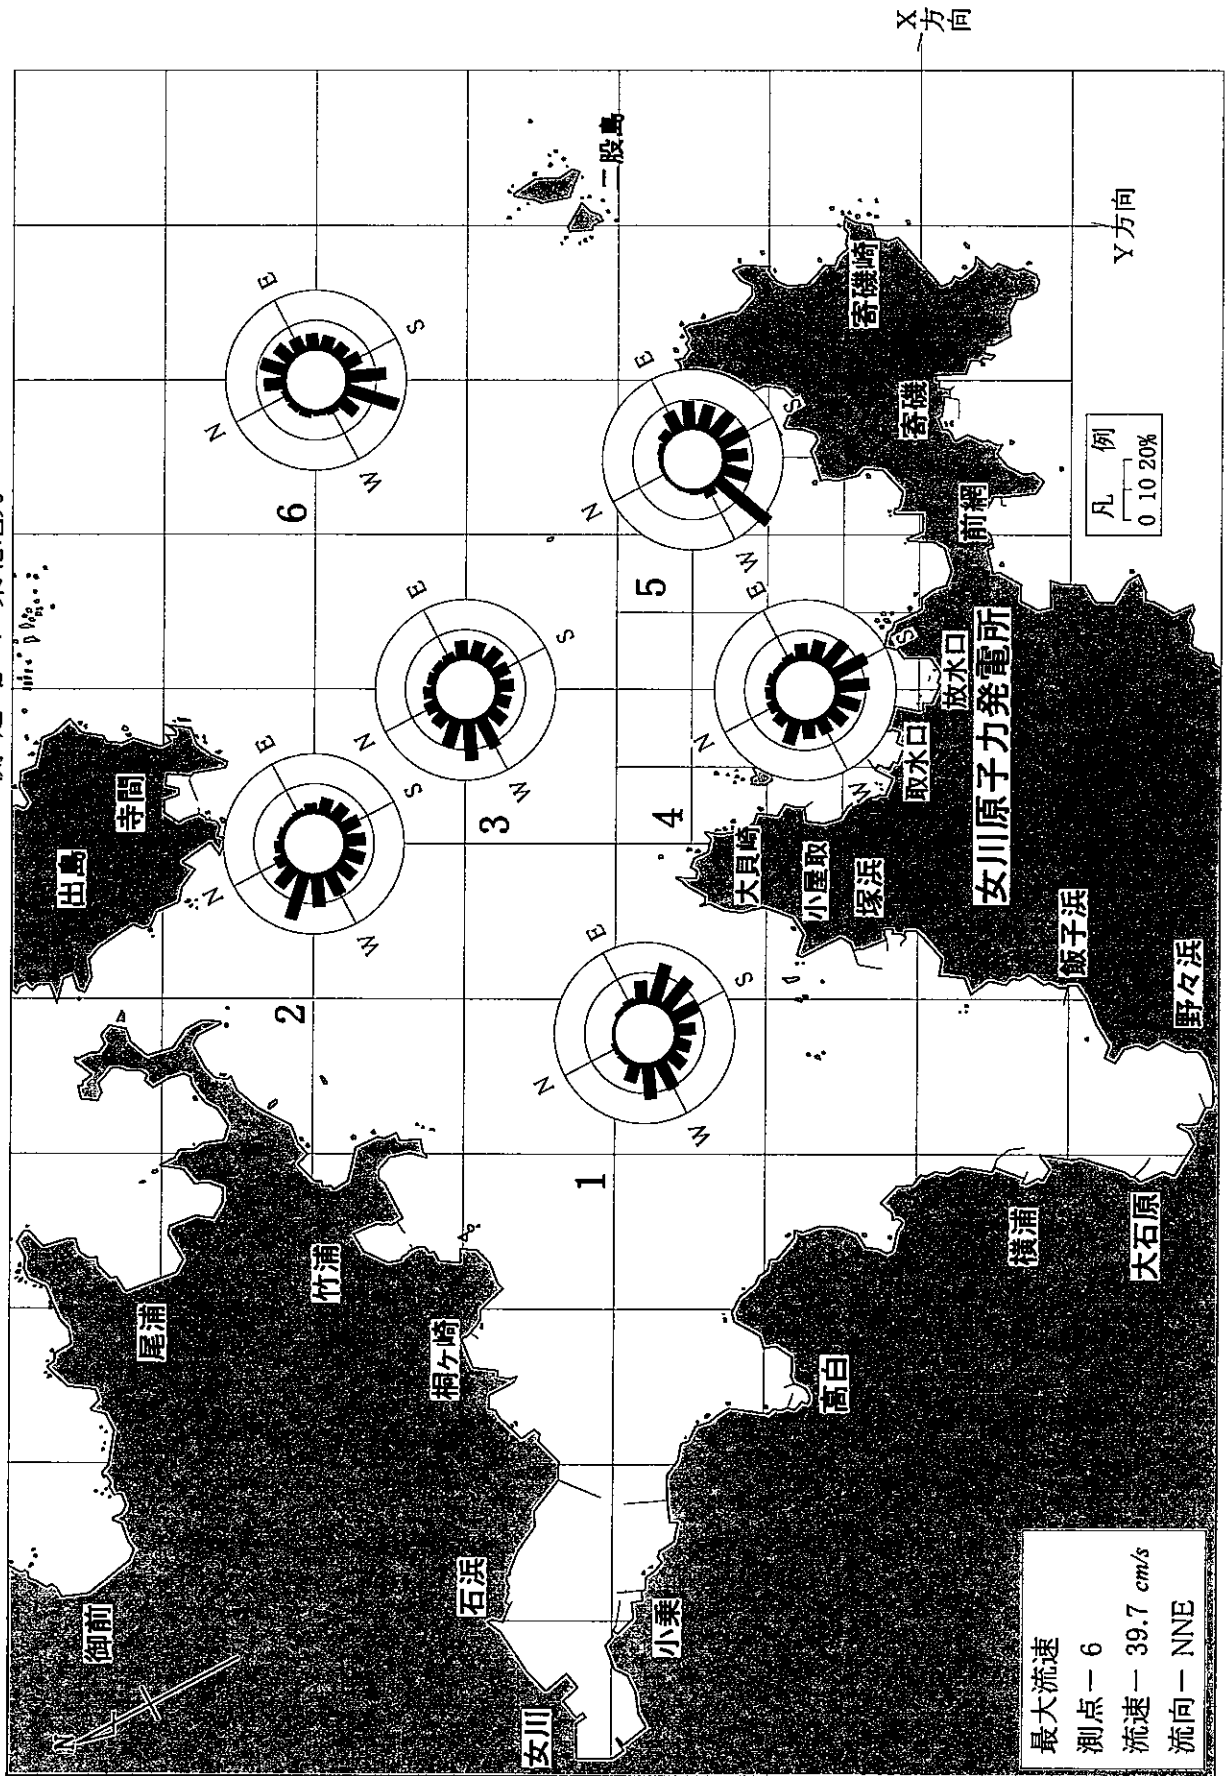 X方向
Y方向
二股島
寄磯崎
寄磯
前網
凡 例
0 10 20%
E
S
N
W
6
E
S
N
W
5
E
S
N
W
3
E
S
N
W
4
E
S
N
W
2
E
S
N
W
1
出島
寺間
大貝崎
小屋取
塚浜
取水口
放水口
女川原子力発電所
飯子浜
野々浜
尾浦
竹浦
桐ヶ崎
高白
横浦
大石原
御前
石浜
小乗
女川
N
最大流速
測点－6
流速－39.7 cm/s
流向－NNE